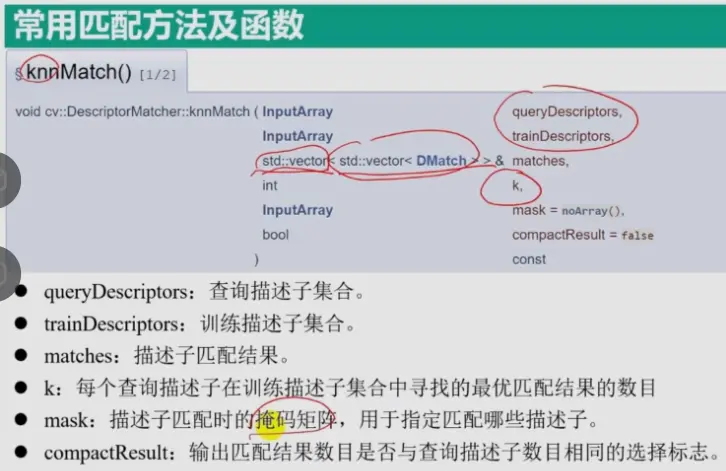 常用匹配方法及函数
§ knnMatch() [1/2]
void cv::DescriptorMatcher::knnMatch ( InputArray queryDescriptors,
InputArray trainDescriptors,
std::vector< std::vector< DMatch > > & matches,
int k,
InputArray mask = noArray(),
bool compactResult = false
) const
● queryDescriptors：查询描述子集合。
● trainDescriptors：训练描述子集合。
● matches：描述子匹配结果。
● k：每个查询描述子在训练描述子集合中寻找的最优匹配结果的数目
● mask：描述子匹配时的掩码矩阵，用于指定匹配哪些描述子。
● compactResult：输出匹配结果数目是否与查询描述子数目相同的选择标志。